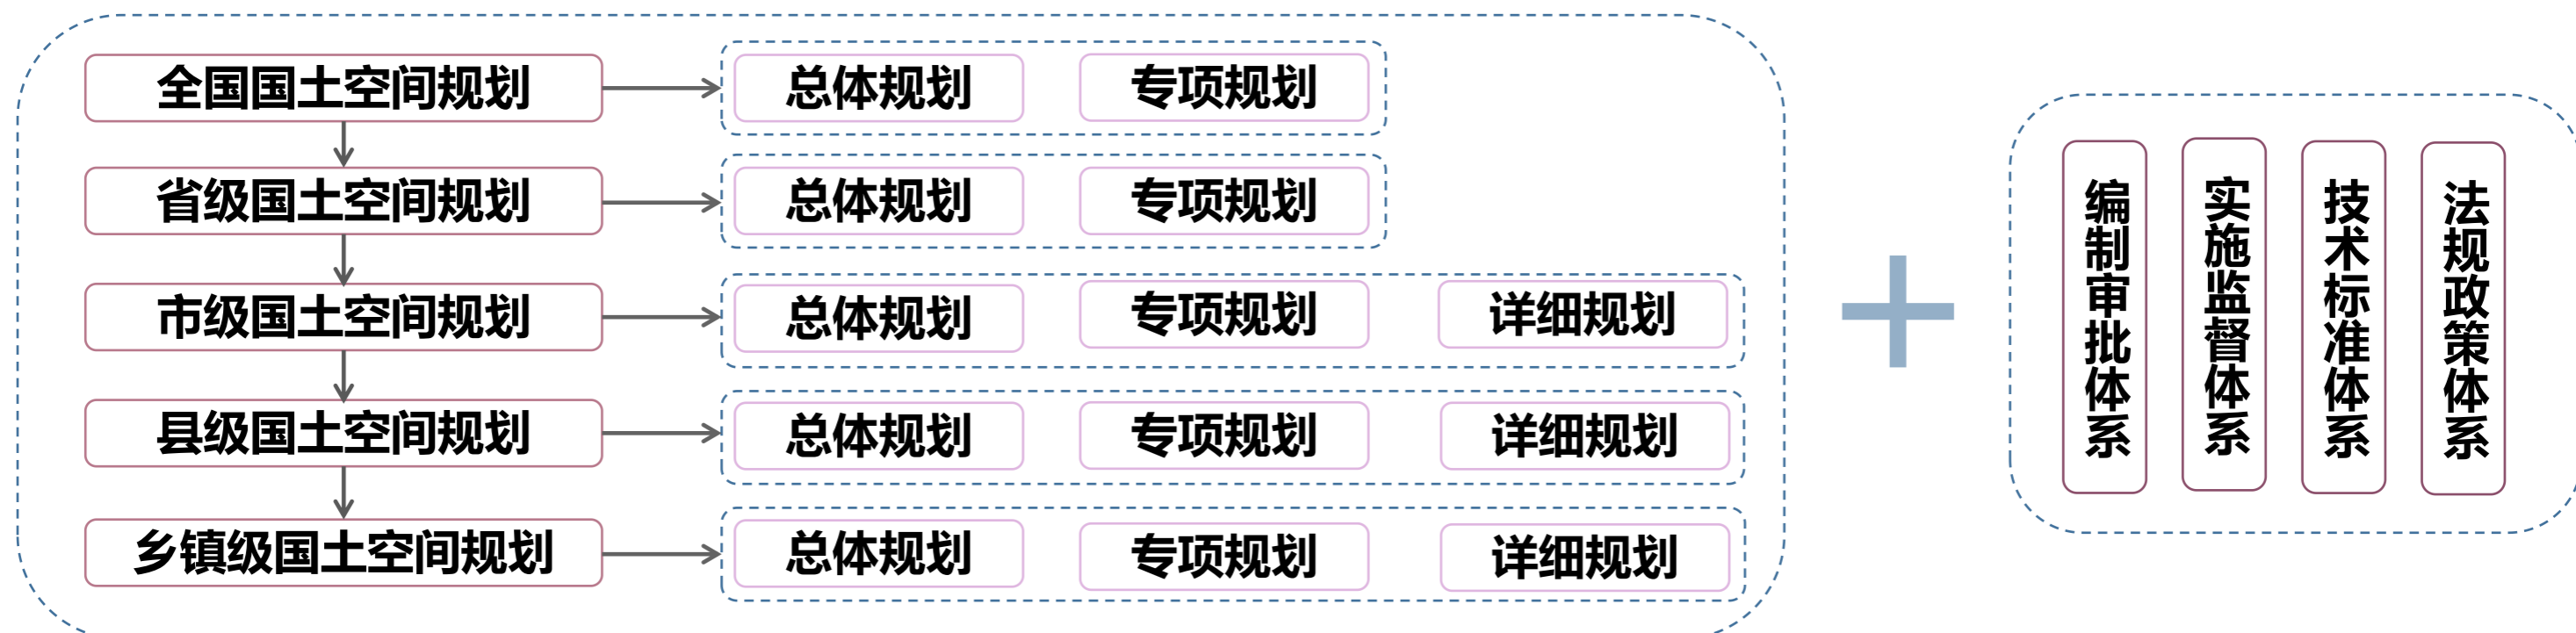 全国国土空间规划 总体规划 专项规划
省级国土空间规划 总体规划 专项规划
市级国土空间规划 总体规划 专项规划 详细规划
县级国土空间规划 总体规划 专项规划 详细规划
乡镇级国土空间规划 总体规划 专项规划 详细规划
编制审批体系
实施监督体系
技术标准体系
法规政策体系